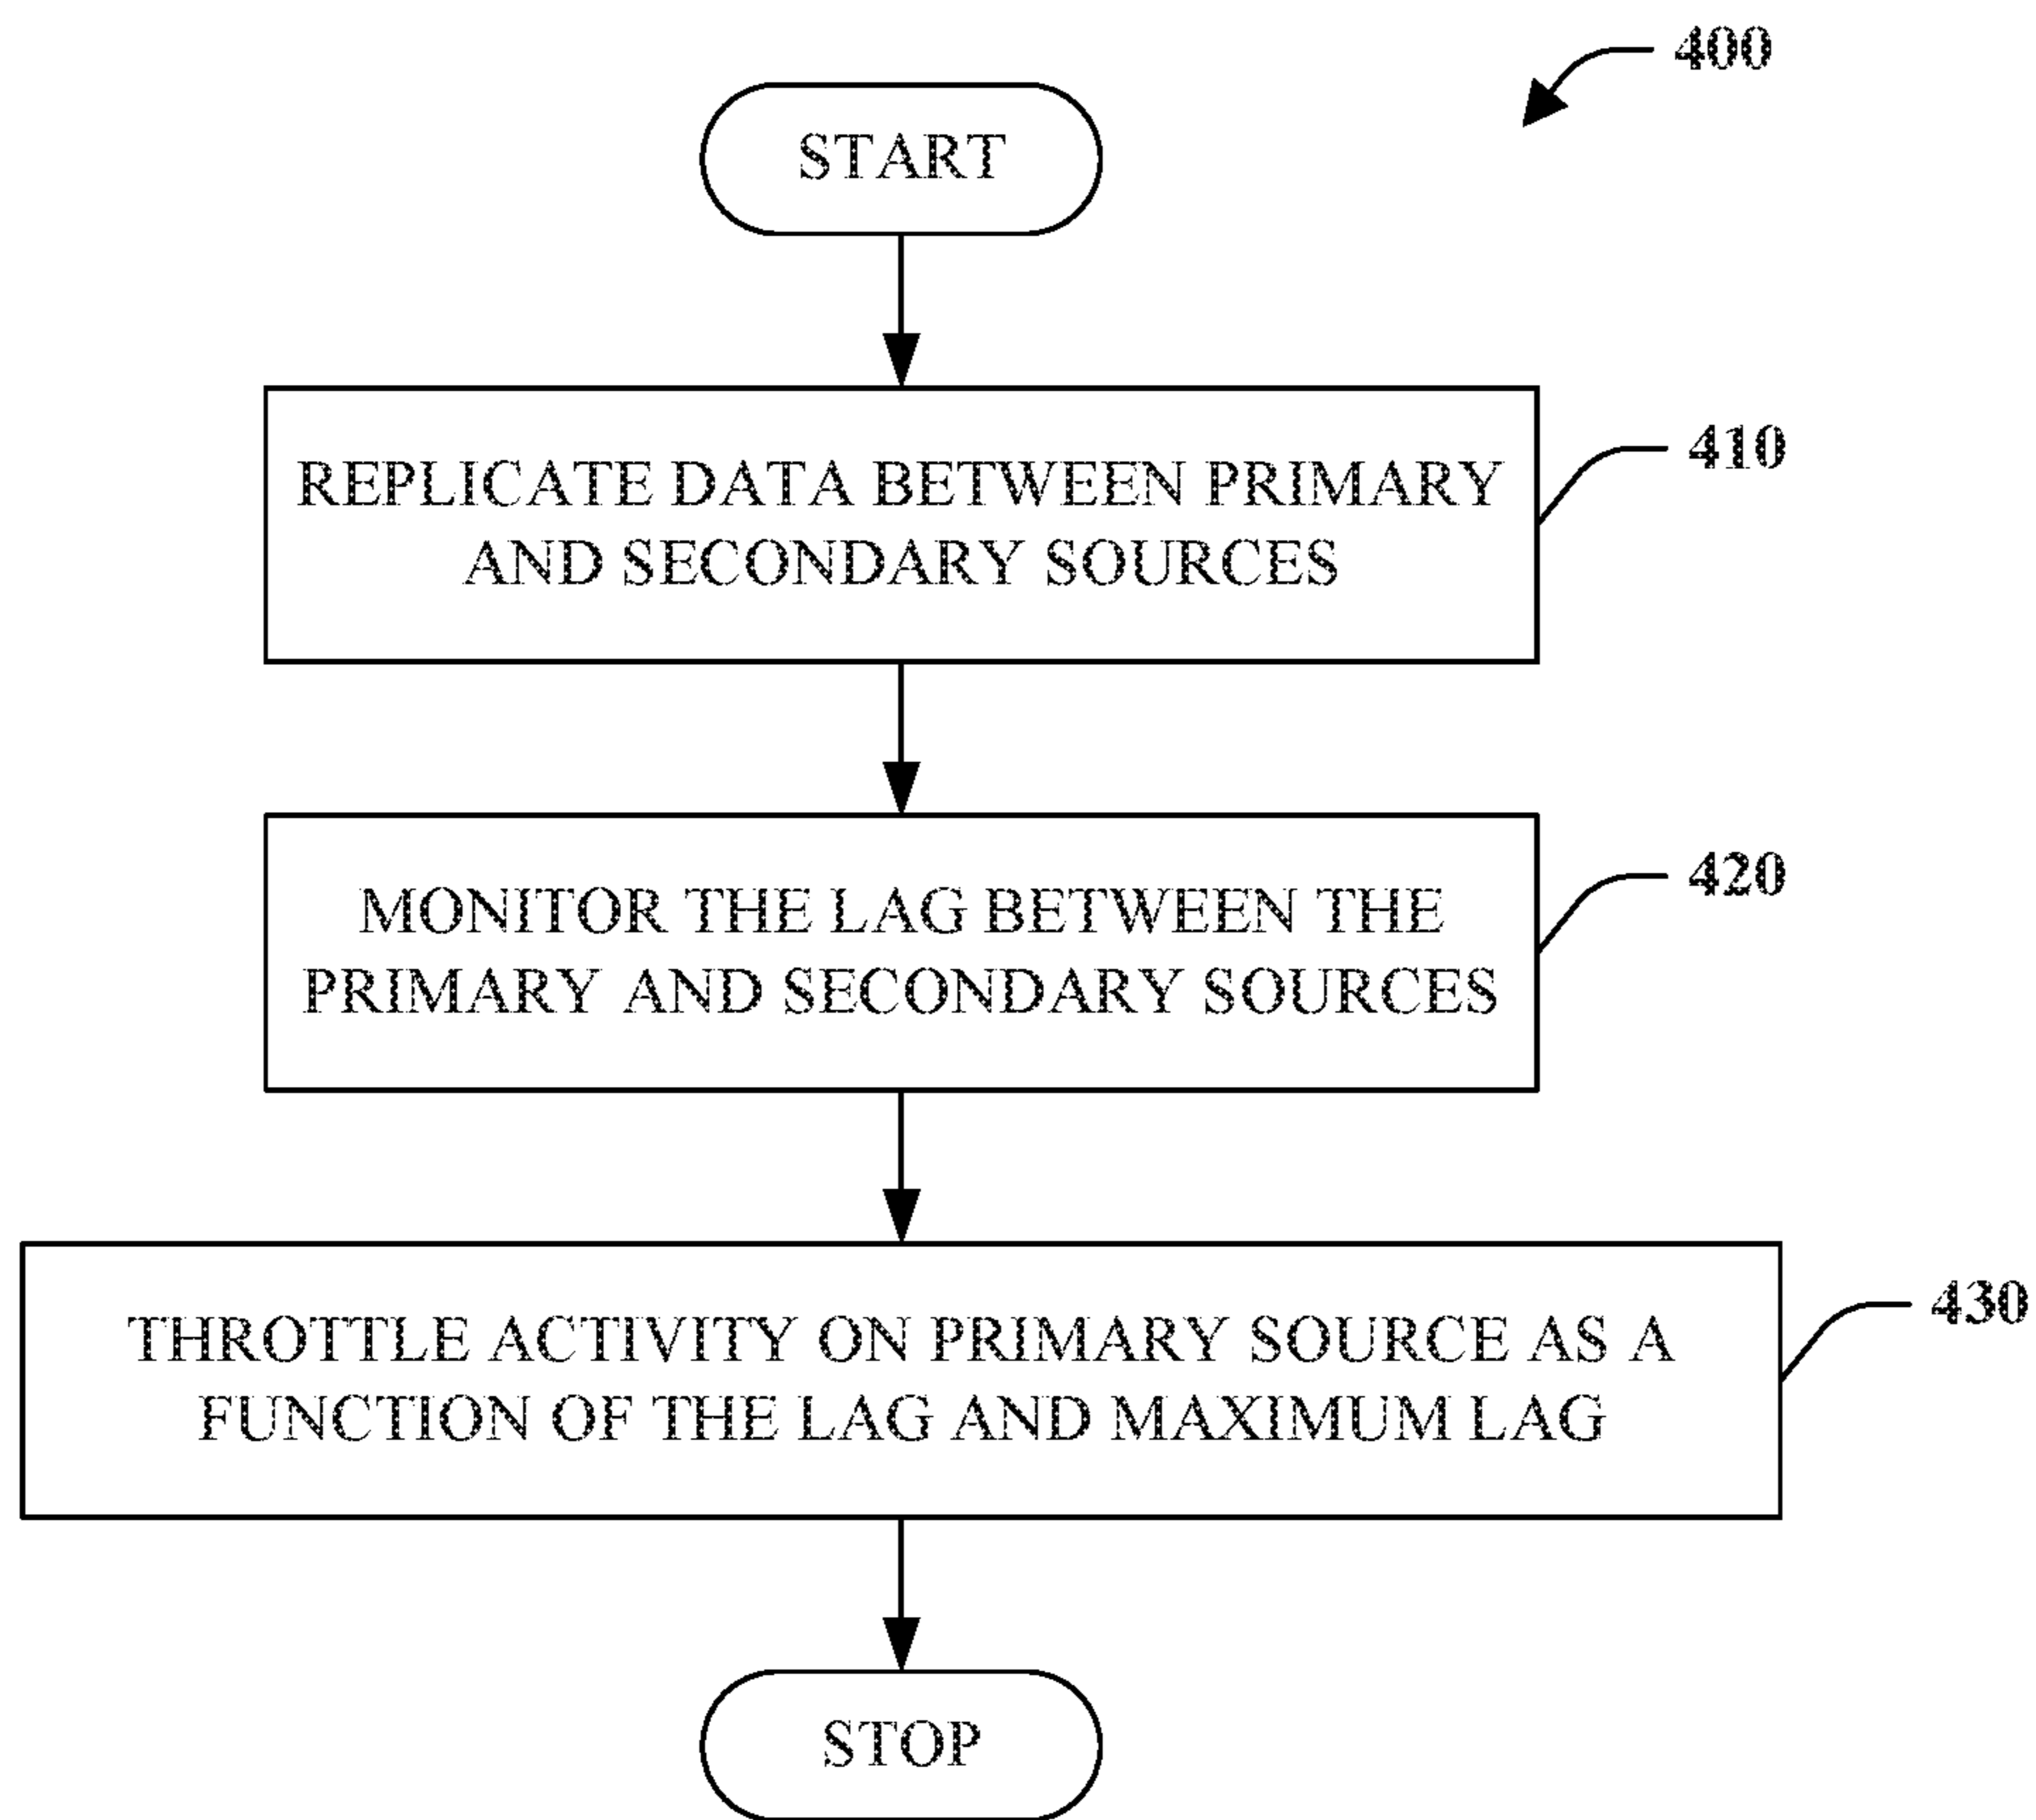 400
START
REPLICATE DATA BETWEEN PRIMARY
AND SECONDARY SOURCES
410
MONITOR THE LAG BETWEEN THE
PRIMARY AND SECONDARY SOURCES
420
THROTTLE ACTIVITY ON PRIMARY SOURCE AS A
FUNCTION OF THE LAG AND MAXIMUM LAG
430
STOP